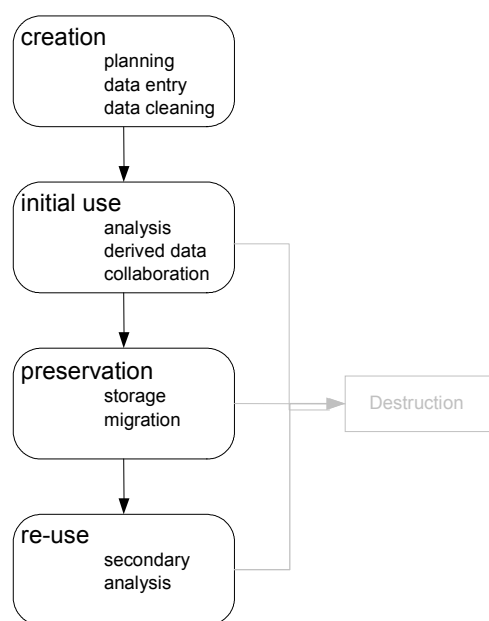 creation
planning
data entry
data cleaning
initial use
analysis
derived data
collaboration
preservation
storage
migration
Destruction
re-use
secondary
analysis